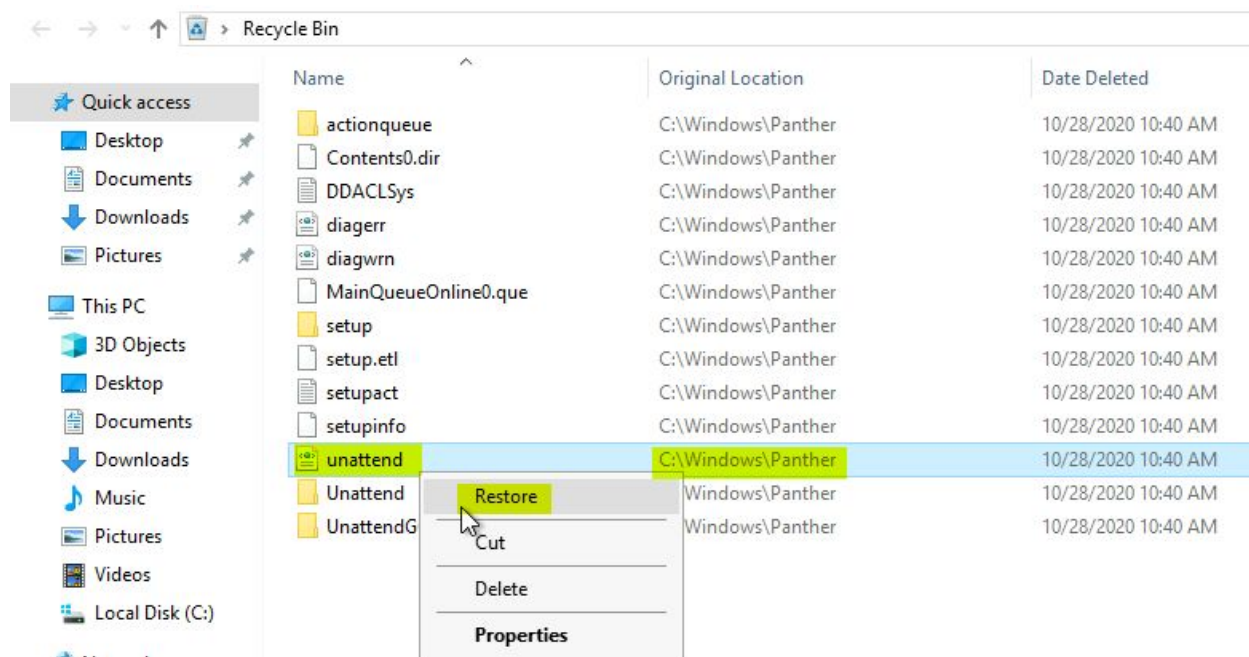 Recycle Bin
Name Original Location Date Deleted
Quick access
Desktop
Documents
Downloads
Pictures
This PC
3D Objects
Desktop
Documents
Downloads
Music
Pictures
Videos
Local Disk (C:)
actionqueue C:\Windows\Panther 10/28/2020 10:40 AM
Contents0.dir C:\Windows\Panther 10/28/2020 10:40 AM
DDACLSys C:\Windows\Panther 10/28/2020 10:40 AM
diagerr C:\Windows\Panther 10/28/2020 10:40 AM
diagwrn C:\Windows\Panther 10/28/2020 10:40 AM
MainQueueOnline0.que C:\Windows\Panther 10/28/2020 10:40 AM
setup C:\Windows\Panther 10/28/2020 10:40 AM
setup.etl C:\Windows\Panther 10/28/2020 10:40 AM
setupact C:\Windows\Panther 10/28/2020 10:40 AM
setupinfo C:\Windows\Panther 10/28/2020 10:40 AM
unattend C:\Windows\Panther 10/28/2020 10:40 AM
Unattend Windows\Panther 10/28/2020 10:40 AM
UnattendG Windows\Panther 10/28/2020 10:40 AM
Restore
Cut
Delete
Properties